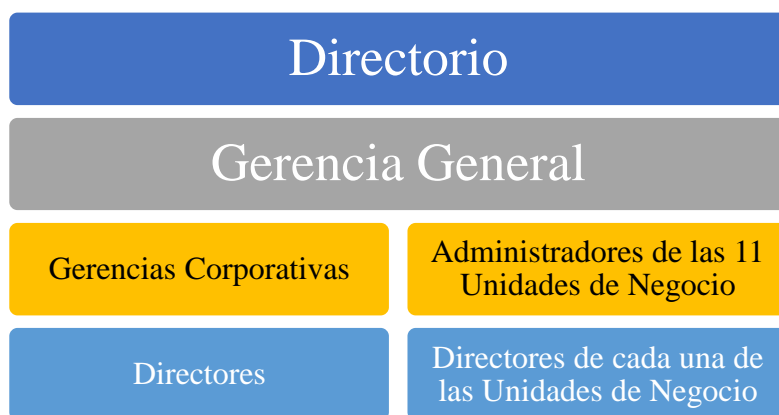 Directorio
Gerencia General
Gerencias Corporativas
Administradores de las 11
Unidades de Negocio
Directores
Directores de cada una de
las Unidades de Negocio